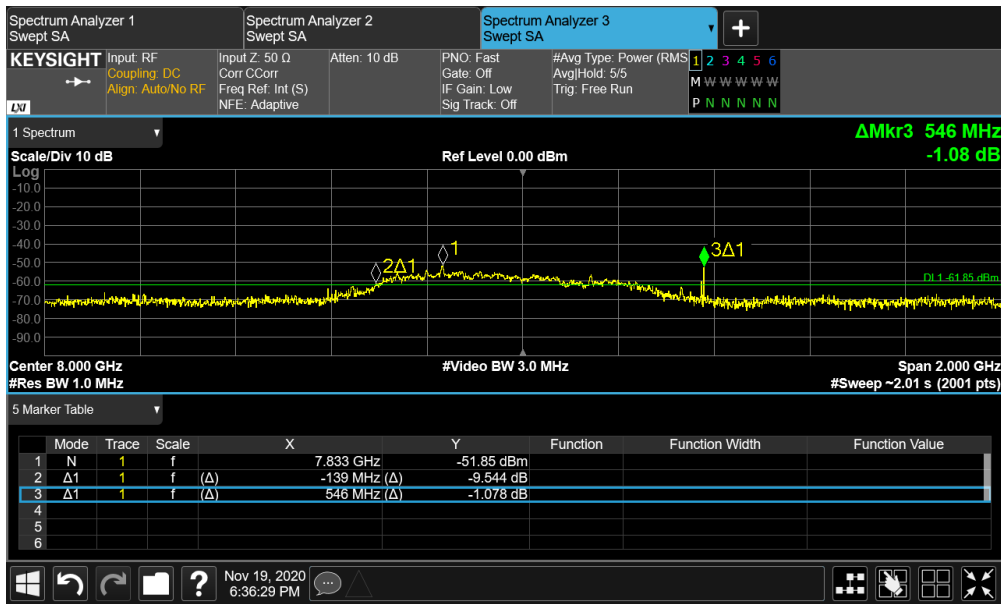 Spectrum Analyzer 1
Swept SA
Spectrum Analyzer 2
Swept SA
Spectrum Analyzer 3
Swept SA
▼
+
KEYSIGHT
LXI
Input: RF
Coupling: DC
Align: Auto/No RF
Input Z: 50 Ω
Corr CCorr
Freq Ref: Int (S)
NFE: Adaptive
Atten: 10 dB
PNO: Fast
Gate: Off
IF Gain: Low
Sig Track: Off
#Avg Type: Power (RMS
Avg|Hold: 5/5
Trig: Free Run
1 2 3 4 5 6
M W W W W W
P N N N N N
1 Spectrum ▼
ΔMkr3 546 MHz
-1.08 dB
Scale/Div 10 dB
Ref Level 0.00 dBm
Log
-10.0
-20.0
-30.0
-40.0
-50.0
-60.0
-70.0
-80.0
-90.0
2Δ1
1
3Δ1
DL1 -61.85 dBm
Center 8.000 GHz
#Video BW 3.0 MHz
Span 2.000 GHz
#Res BW 1.0 MHz
#Sweep ~2.01 s (2001 pts)
5 Marker Table ▼
Mode Trace Scale X Y Function Function Width Function Value
1 N 1 f 7.833 GHz -51.85 dBm
2 Δ1 1 f (Δ) -139 MHz (Δ) -9.544 dB
3 Δ1 1 f (Δ) 546 MHz (Δ) -1.078 dB
4
5
6
?
Nov 19, 2020
6:36:29 PM